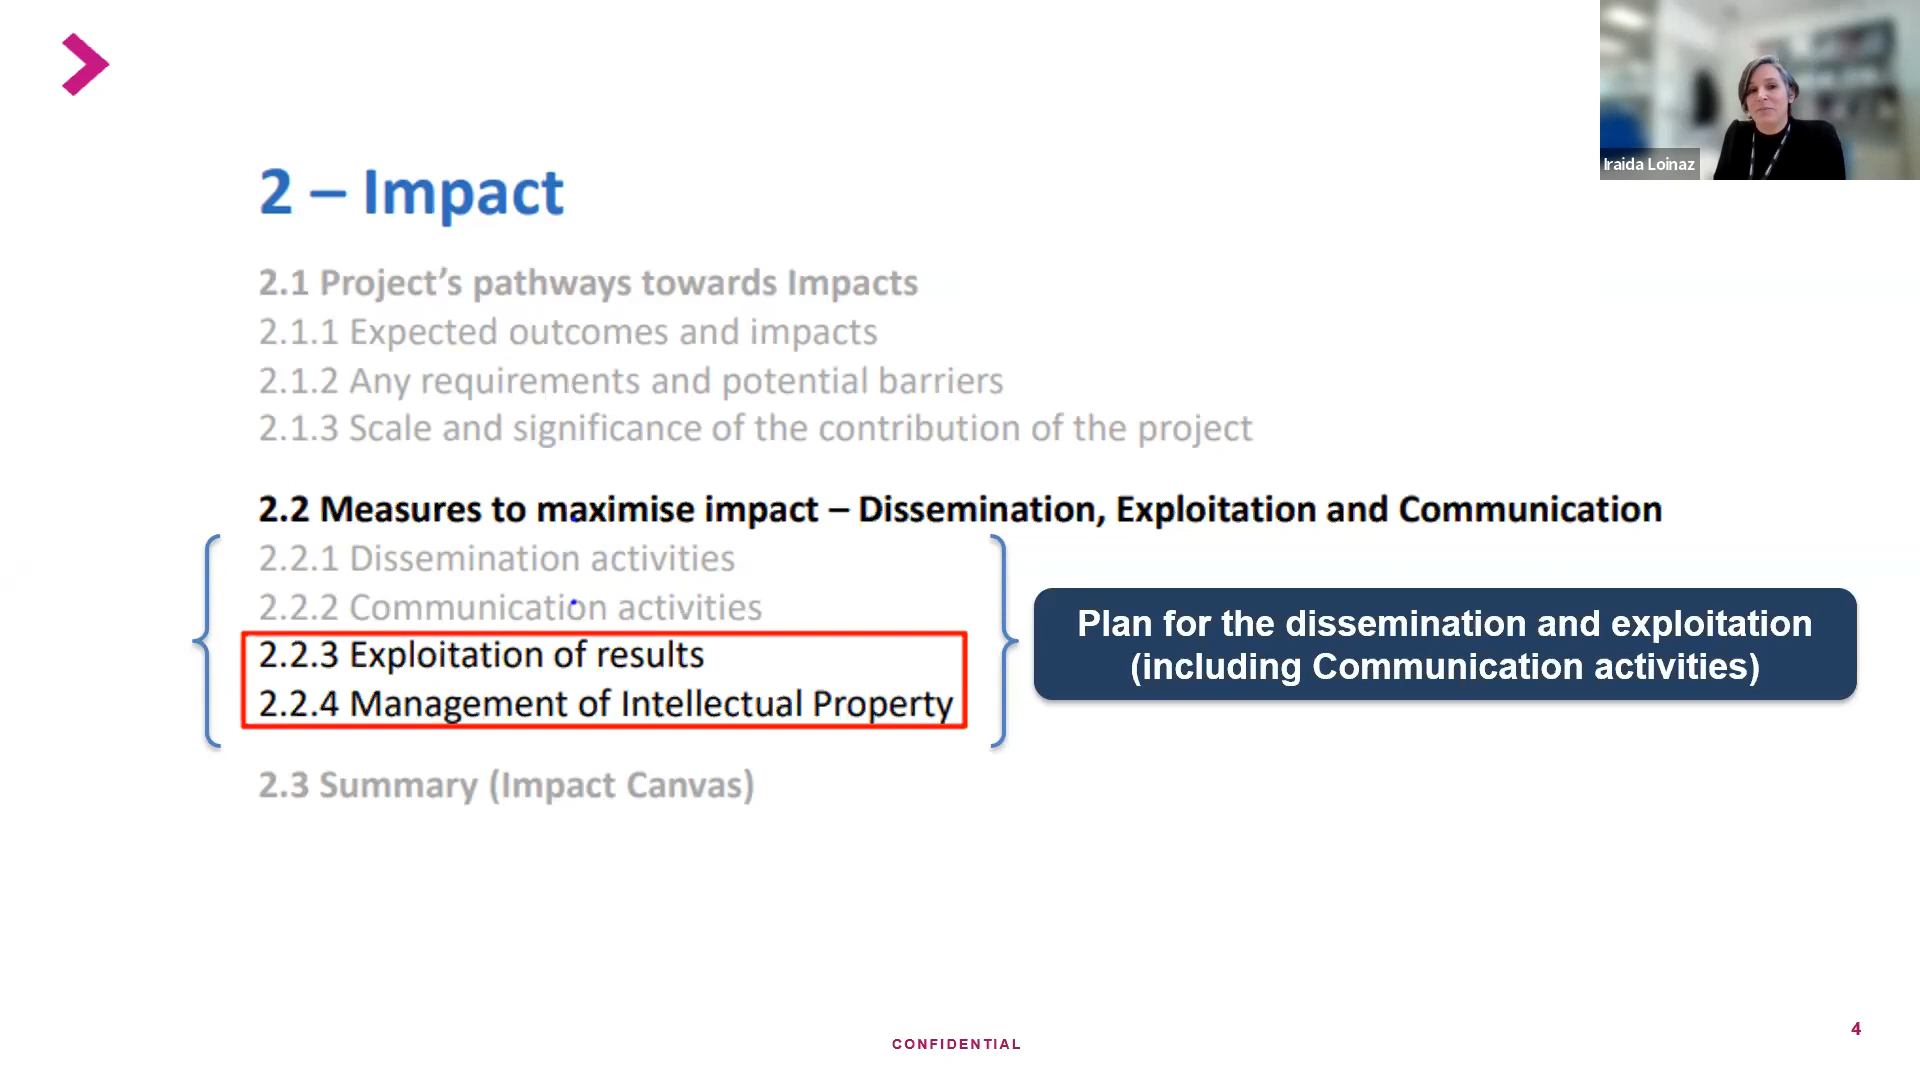 Iraida Loinaz
2 – Impact
2.1 Project’s pathways towards Impacts
2.1.1 Expected outcomes and impacts
2.1.2 Any requirements and potential barriers
2.1.3 Scale and significance of the contribution of the project
2.2 Measures to maximise impact – Dissemination, Exploitation and Communication
2.2.1 Dissemination activities
2.2.2 Communication activities
2.2.3 Exploitation of results
2.2.4 Management of Intellectual Property
Plan for the dissemination and exploitation
(including Communication activities)
2.3 Summary (Impact Canvas)
CONFIDENTIAL
4